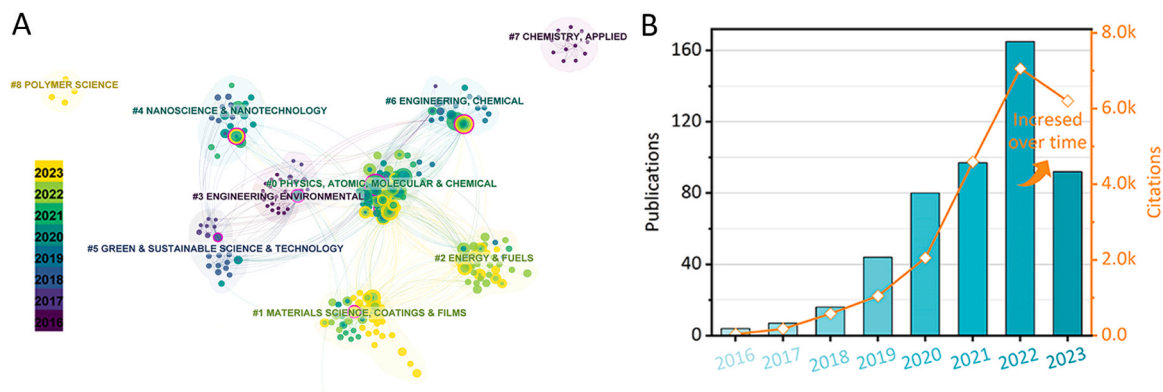 A
#7 CHEMISTRY, APPLIED
#8 POLYMER SCIENCE
#4 NANOSCIENCE & NANOTECHNOLOGY
#6 ENGINEERING, CHEMICAL
#0 PHYSICS, ATOMIC, MOLECULAR & CHEMICAL
#3 ENGINEERING, ENVIRONMENTAL
#5 GREEN & SUSTAINABLE SCIENCE & TECHNOLOGY
#2 ENERGY & FUELS
#1 MATERIALS SCIENCE, COATINGS & FILMS
2023
2022
2021
2020
2019
2018
2017
2016
B
Publications
160
120
80
40
0
8.0k
6.0k
4.0k
2.0k
0.0
Citations
Incresed
over time
2016 2017 2018 2019 2020 2021 2022 2023